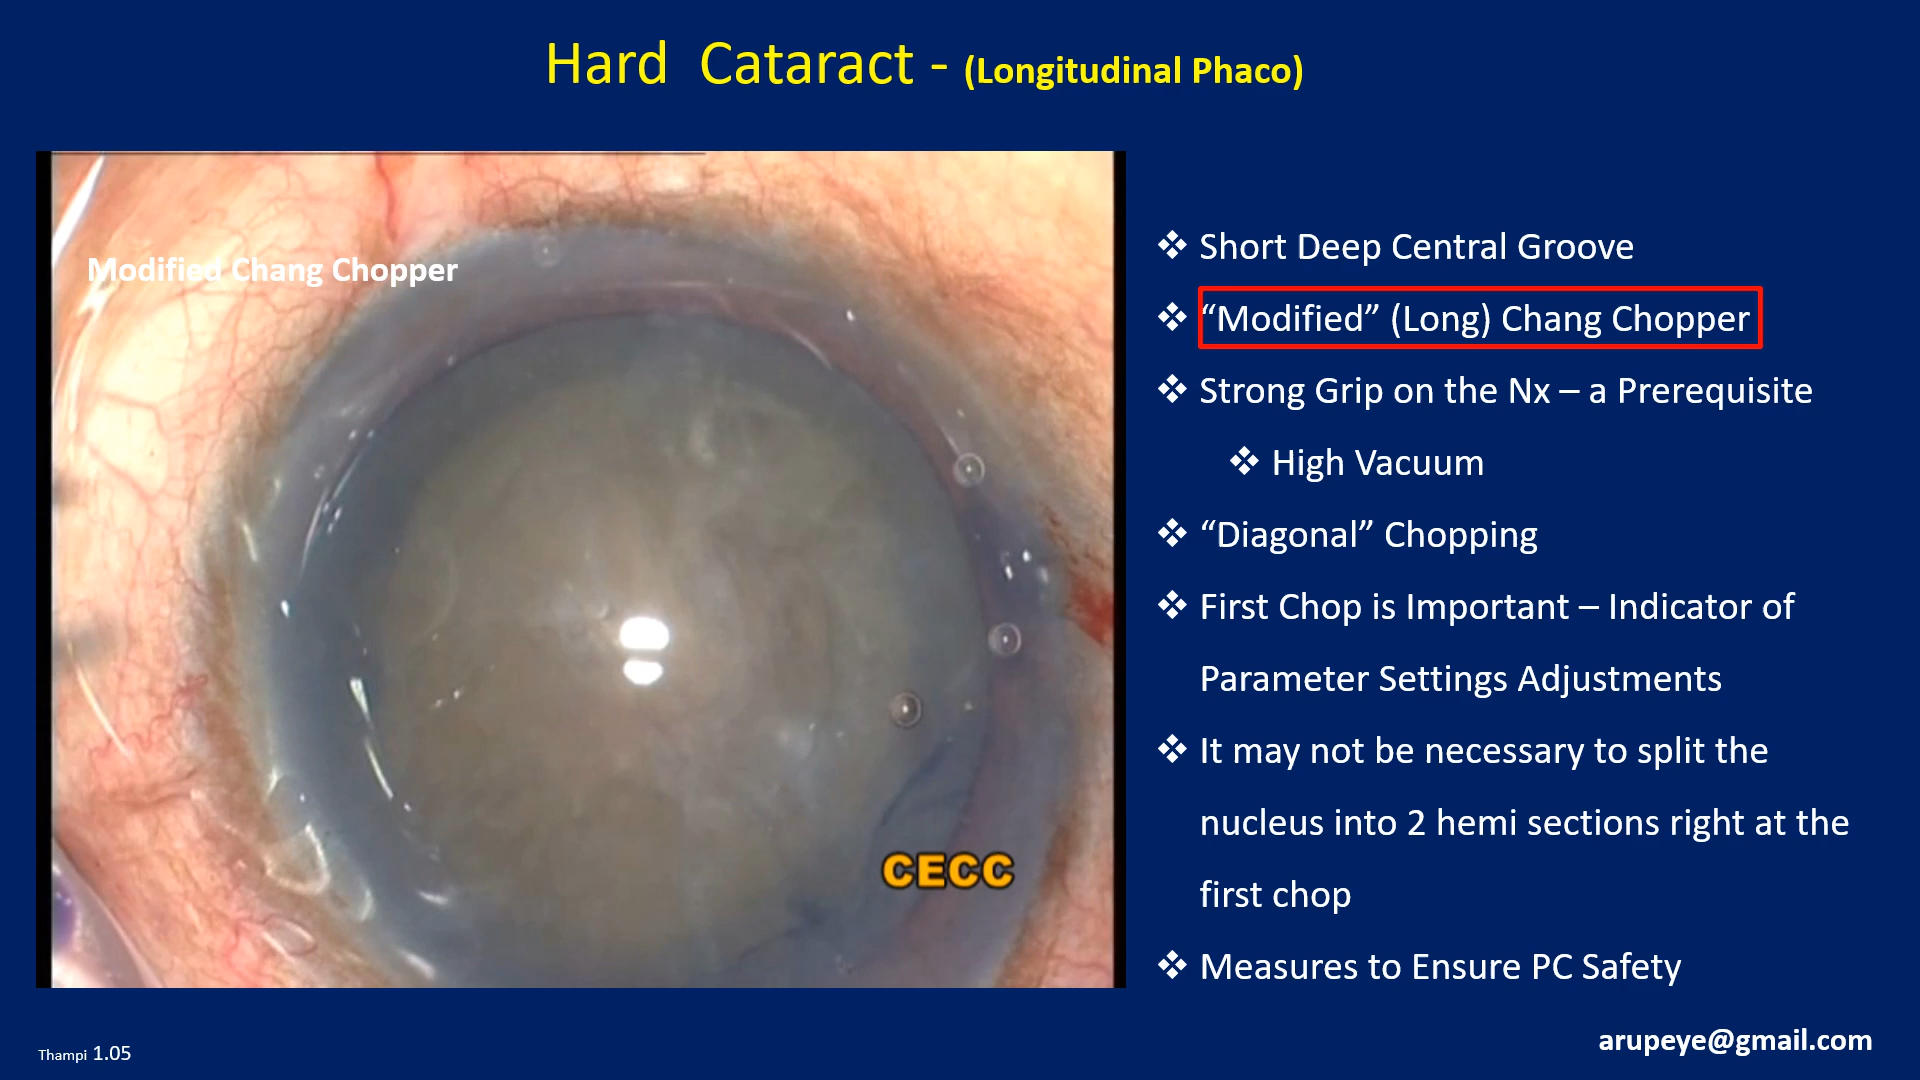 Hard Cataract - (Longitudinal Phaco)
Modified Chang Chopper
CECC
❖ Short Deep Central Groove
❖ “Modified” (Long) Chang Chopper
❖ Strong Grip on the Nx – a Prerequisite
❖ High Vacuum
❖ “Diagonal” Chopping
❖ First Chop is Important – Indicator of
Parameter Settings Adjustments
❖ It may not be necessary to split the
nucleus into 2 hemi sections right at the
first chop
❖ Measures to Ensure PC Safety
Thampi 1.05
arupeye@gmail.com